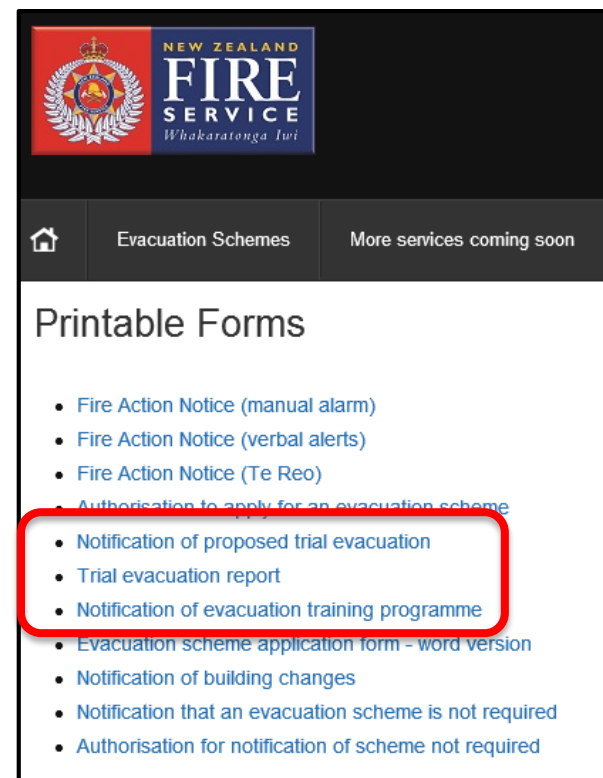 NEW ZEALAND
FIRE
SERVICE
Whakaratonga Iwi
Evacuation Schemes
More services coming soon
Printable Forms
Fire Action Notice (manual alarm)
Fire Action Notice (verbal alerts)
Fire Action Notice (Te Reo)
Authorisation to apply for an evacuation scheme
Notification of proposed trial evacuation
Trial evacuation report
Notification of evacuation training programme
Evacuation scheme application form - word version
Notification of building changes
Notification that an evacuation scheme is not required
Authorisation for notification of scheme not required